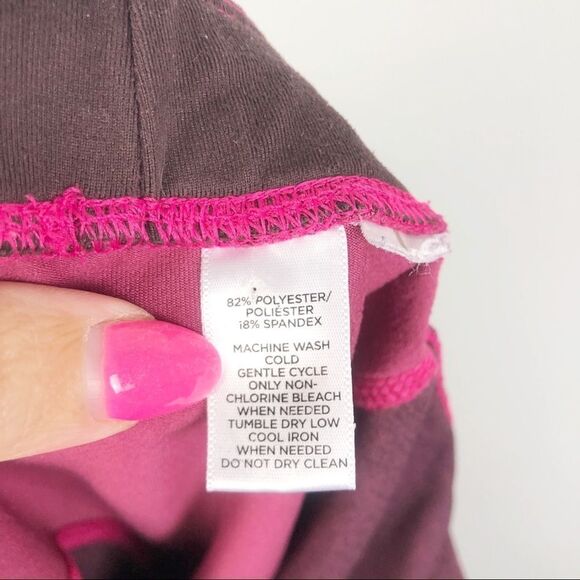 82% POLYESTER/
POLIÉSTER
18% SPANDEX
MACHINE WASH
COLD
GENTLE CYCLE
ONLY NON-
CHLORINE BLEACH
WHEN NEEDED
TUMBLE DRY LOW
COOL IRON
WHEN NEEDED
DO NOT DRY CLEAN